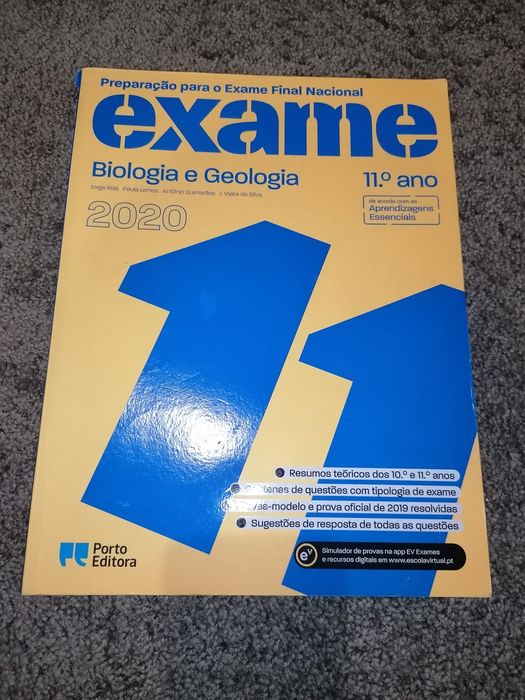 Preparação para o Exame Final Nacional
exame
Biologia e Geologia
11.º ano
Jorge Reis Paula Lemos António Guimarães J. Vieira da Silva
2020
de acordo com as
Aprendizagens
Essenciais
11
Resumos teóricos dos 10.º e 11.º anos
de questões com tipologia de exame
modelo e prova oficial de 2019 resolvidas
Sugestões de resposta de todas as questões
eV
Simulador de provas na app EV Exames
e recursos digitais em www.escolavirtual.pt
Porto
Editora